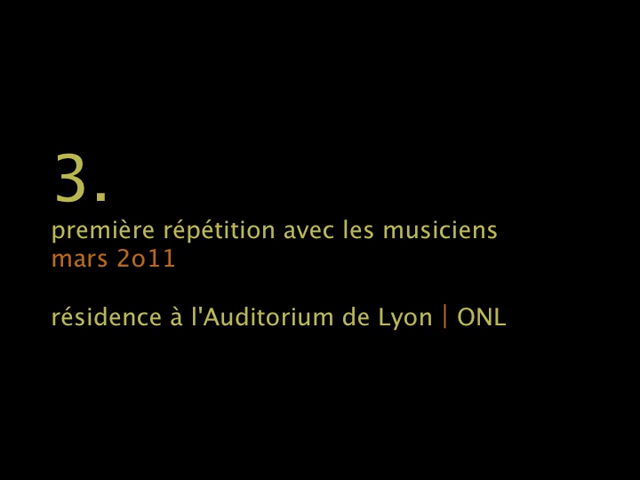 3.
première répétition avec les musiciens
mars 2o11
résidence à l'Auditorium de Lyon | ONL